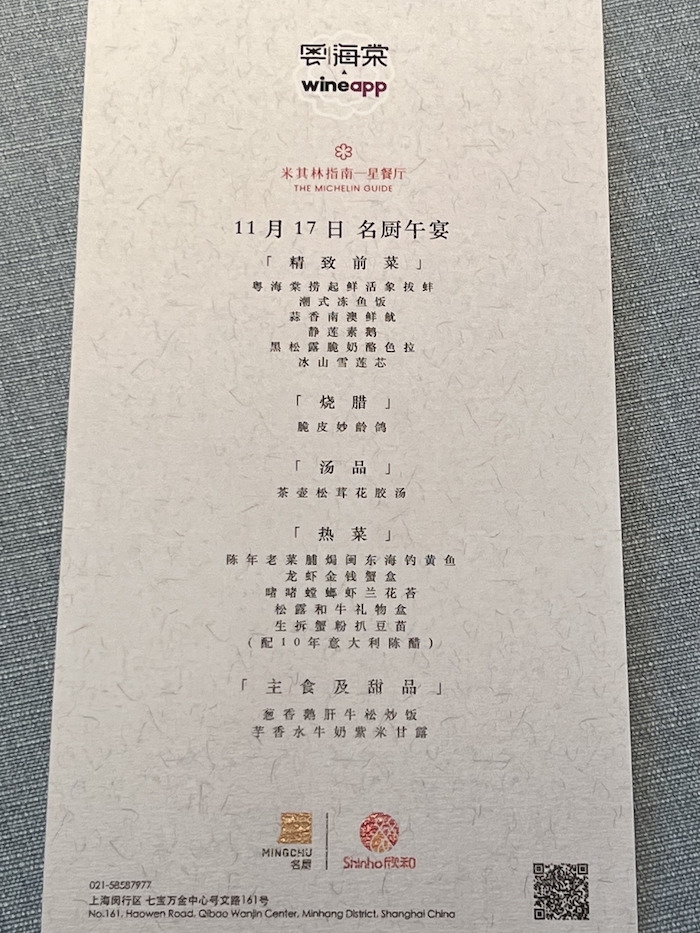 粤海棠
wineapp
米其林指南一星餐厅
THE MICHELIN GUIDE
11月17日 名厨午宴
「精致前菜」
粤海棠捞起鲜活象拔蚌
潮式冻鱼饭
蒜香南澳鲜鱿
静莲素鹅
黑松露脆奶酪色拉
冰山雪莲芯
「烧腊」
脆皮妙龄鸽
「汤品」
茶壶松茸花胶汤
「热菜」
陈年老菜脯焗闽东海钓黄鱼
龙虾金钱蟹盒
啫啫螳螂虾兰花苔
松露和牛礼物盒
生拆蟹粉扒豆苗
(配10年意大利陈醋)
「主食及甜品」
葱香鹅肝牛松炒饭
芋香水牛奶紫米甘露
MINGCHU
名厨
Shinho欣和
021-58587977
上海闵行区 七宝万金中心号文路161号
No.161, Haowen Road, Qibao Wanjin Center, Minhang District, Shanghai China